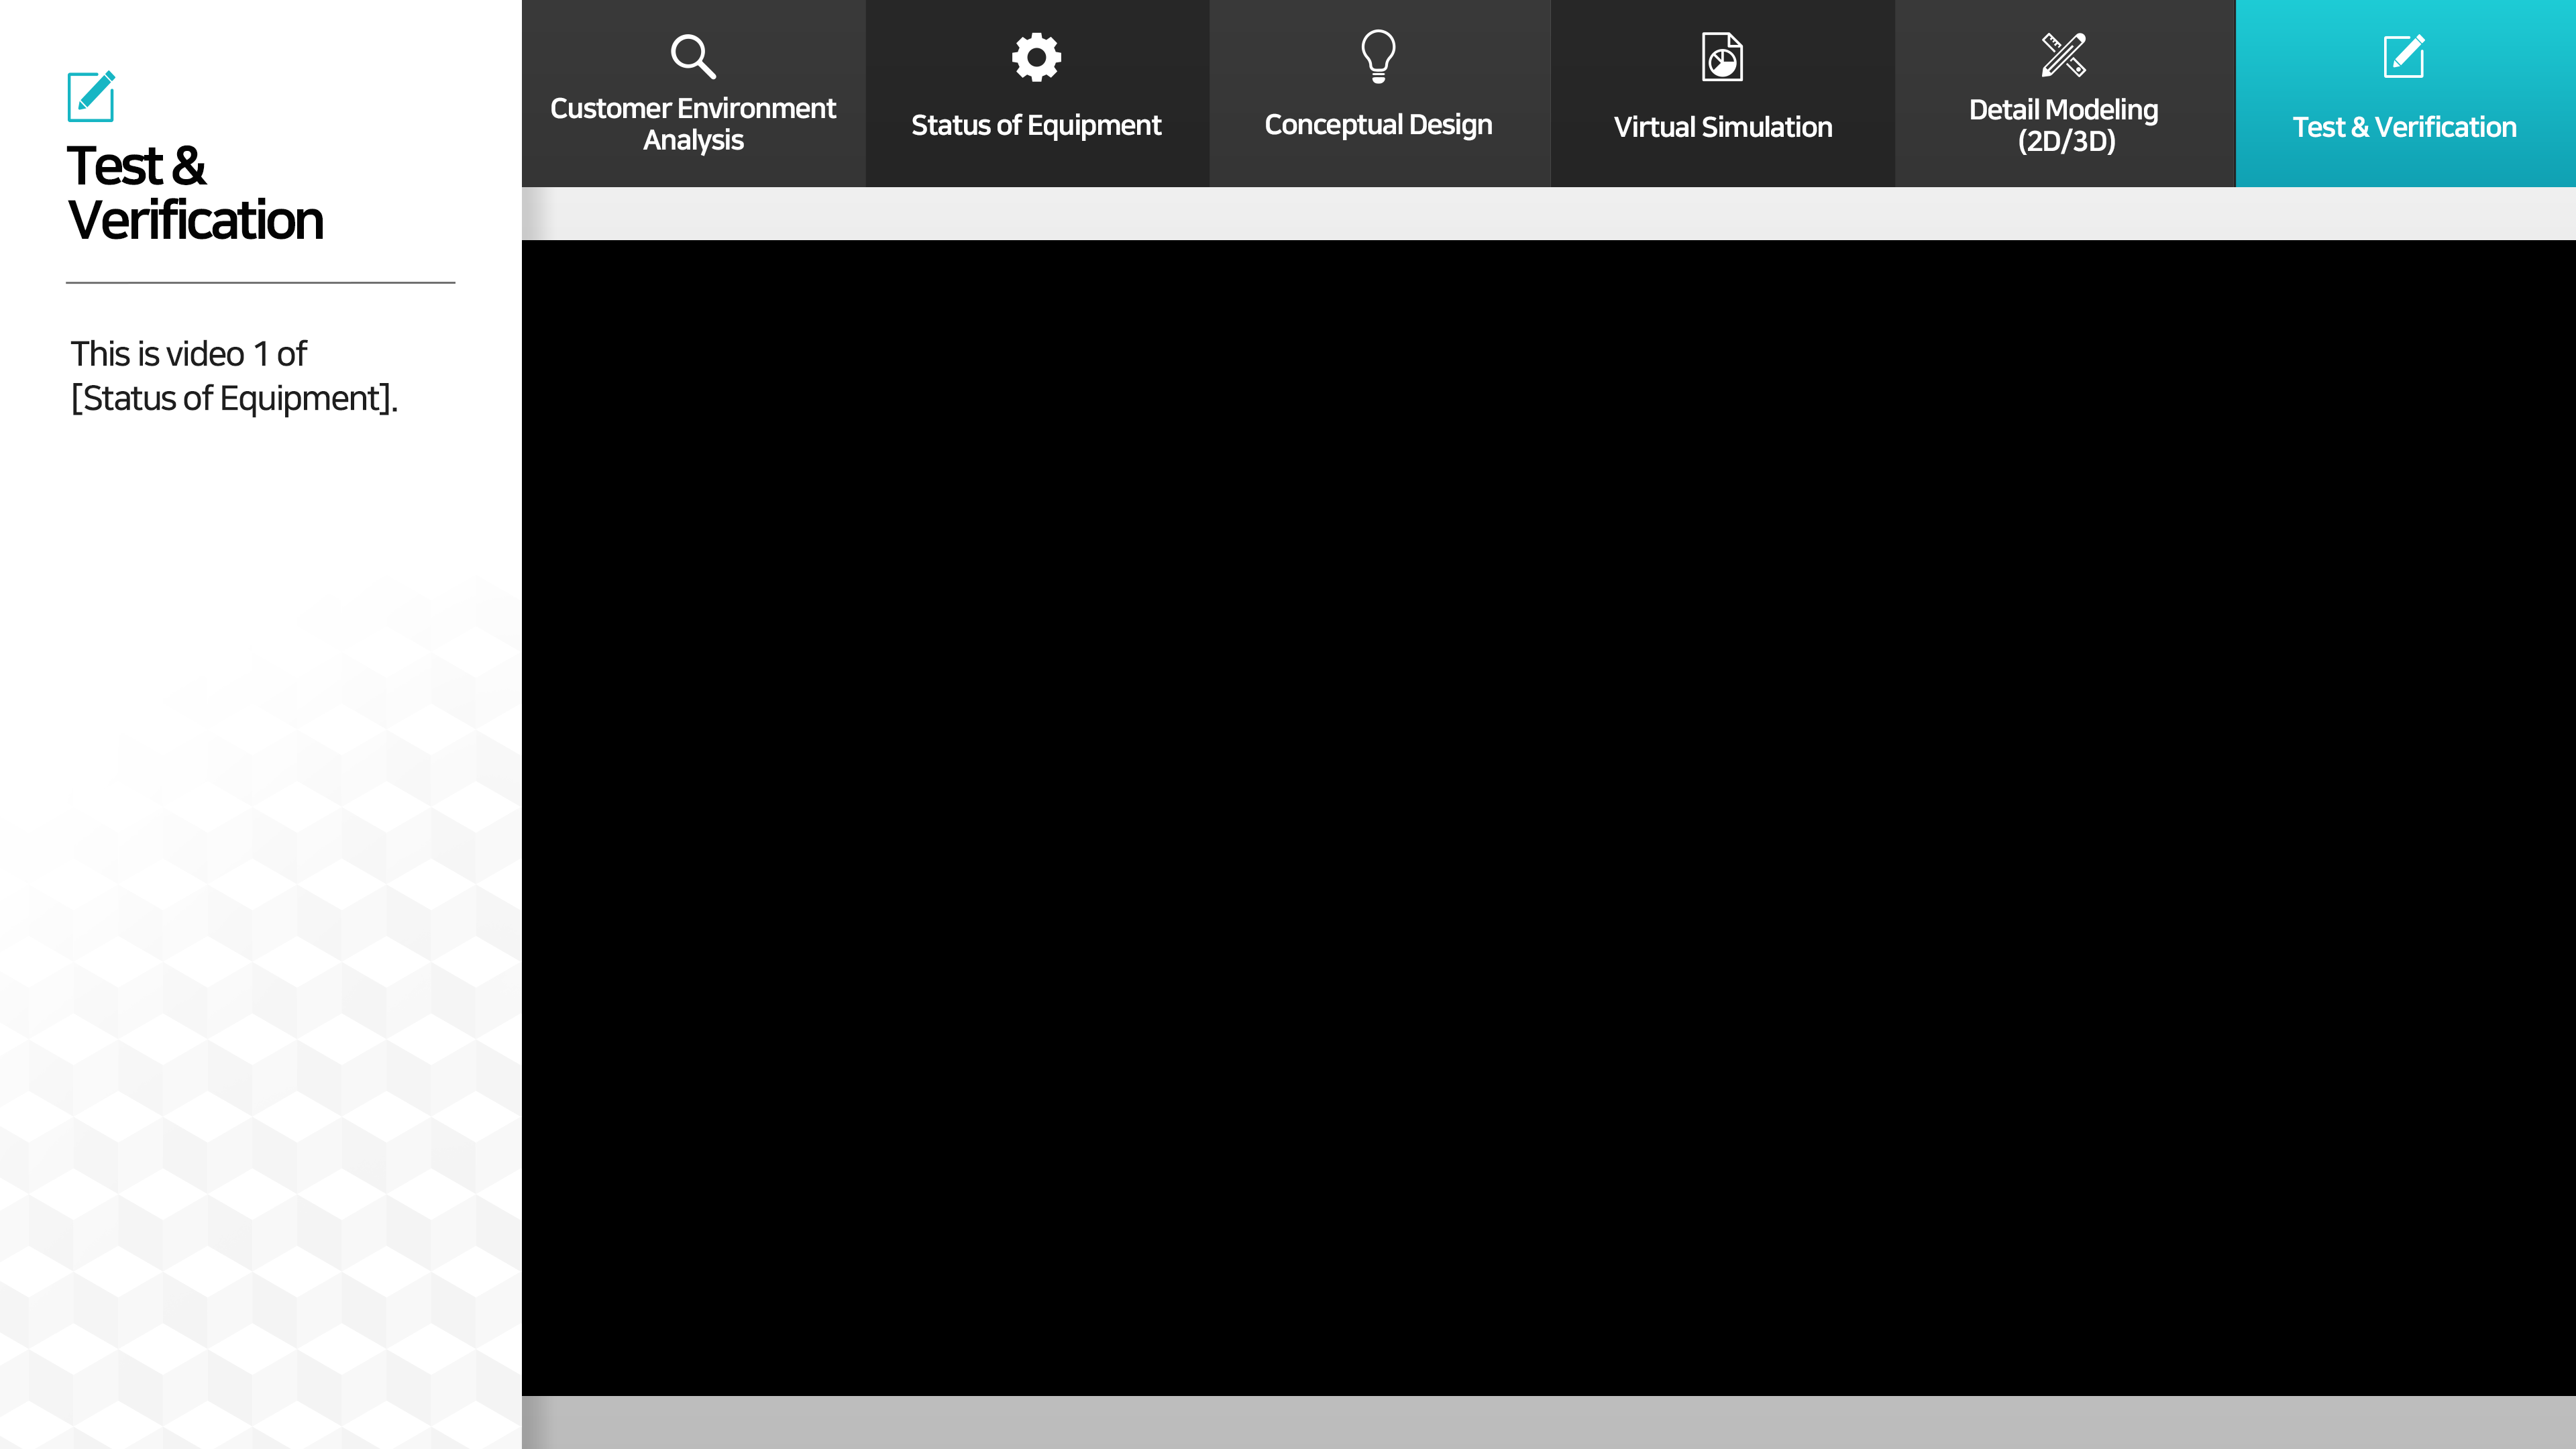 Test &
Verification
This is video 1 of
[Status of Equipment].
Customer Environment
Analysis
Status of Equipment
Conceptual Design
Virtual Simulation
Detail Modeling
(2D/3D)
Test & Verification